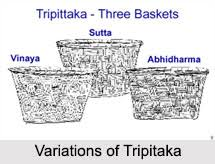 Tripittaka - Three Baskets
Sutta
Vinaya
Abhidharma
Variations of Tripitaka